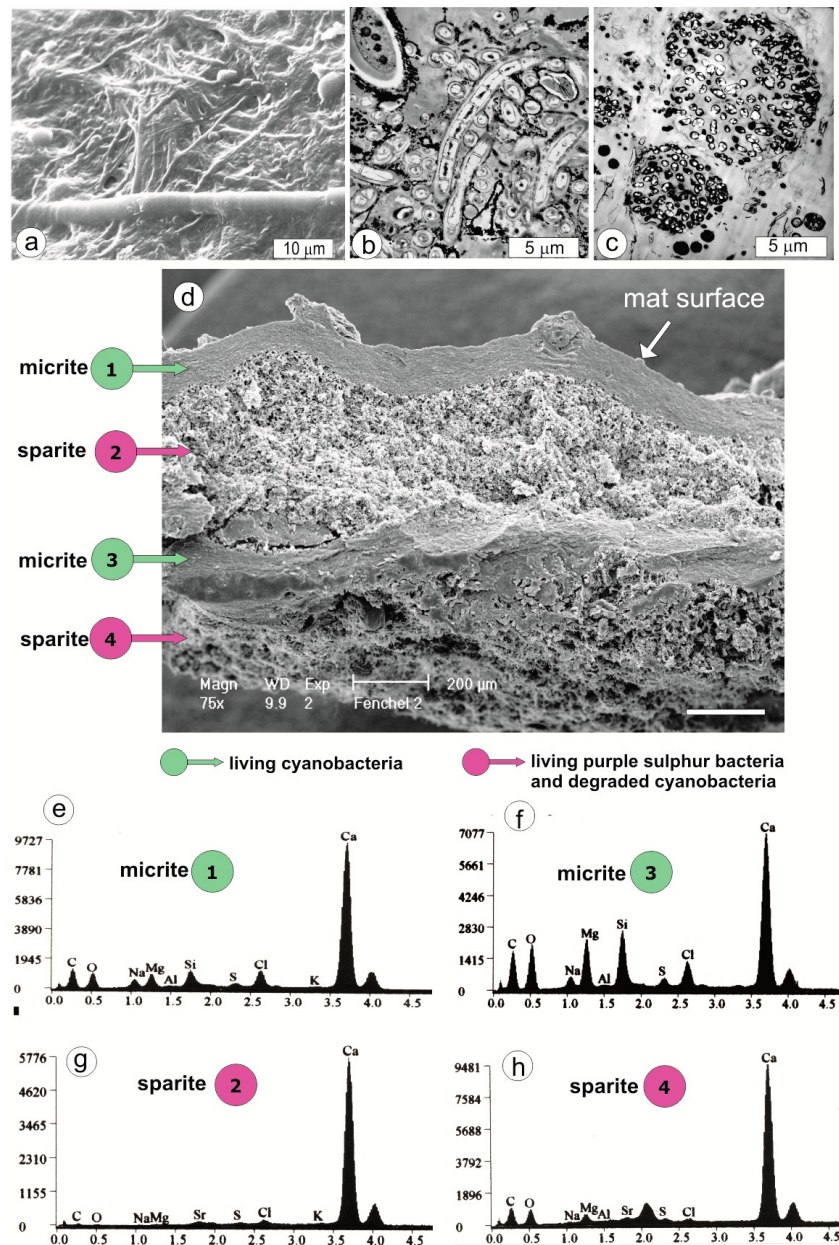 a
10 μm
b
5 μm
c
5 μm
d
mat surface
micrite 1
sparite 2
micrite 3
sparite 4
Magn WD Exp
75x 9.9 2 Fenchel 2
200 μm
living cyanobacteria
living purple sulphur bacteria
and degraded cyanobacteria
e
micrite 1
9727
7781
5836
3890
1945
0
C O Na Mg Al Si S Cl K Ca
0.0 0.5 1.0 1.5 2.0 2.5 3.0 3.5 4.0 4.5
f
micrite 3
7077
5661
4246
2830
1415
0
C O Na Mg Al Si S Cl Ca
0.0 0.5 1.0 1.5 2.0 2.5 3.0 3.5 4.0 4.5
g
sparite 2
5776
4620
3465
2310
1155
0
C O Na Mg Sr S Cl K Ca
0.0 0.5 1.0 1.5 2.0 2.5 3.0 3.5 4.0
h
sparite 4
9481
7584
5688
3792
1896
0
C O Na Mg Al Sr S Cl Ca
0.0 0.5 1.0 1.5 2.0 2.5 3.0 3.5 4.0 4.5